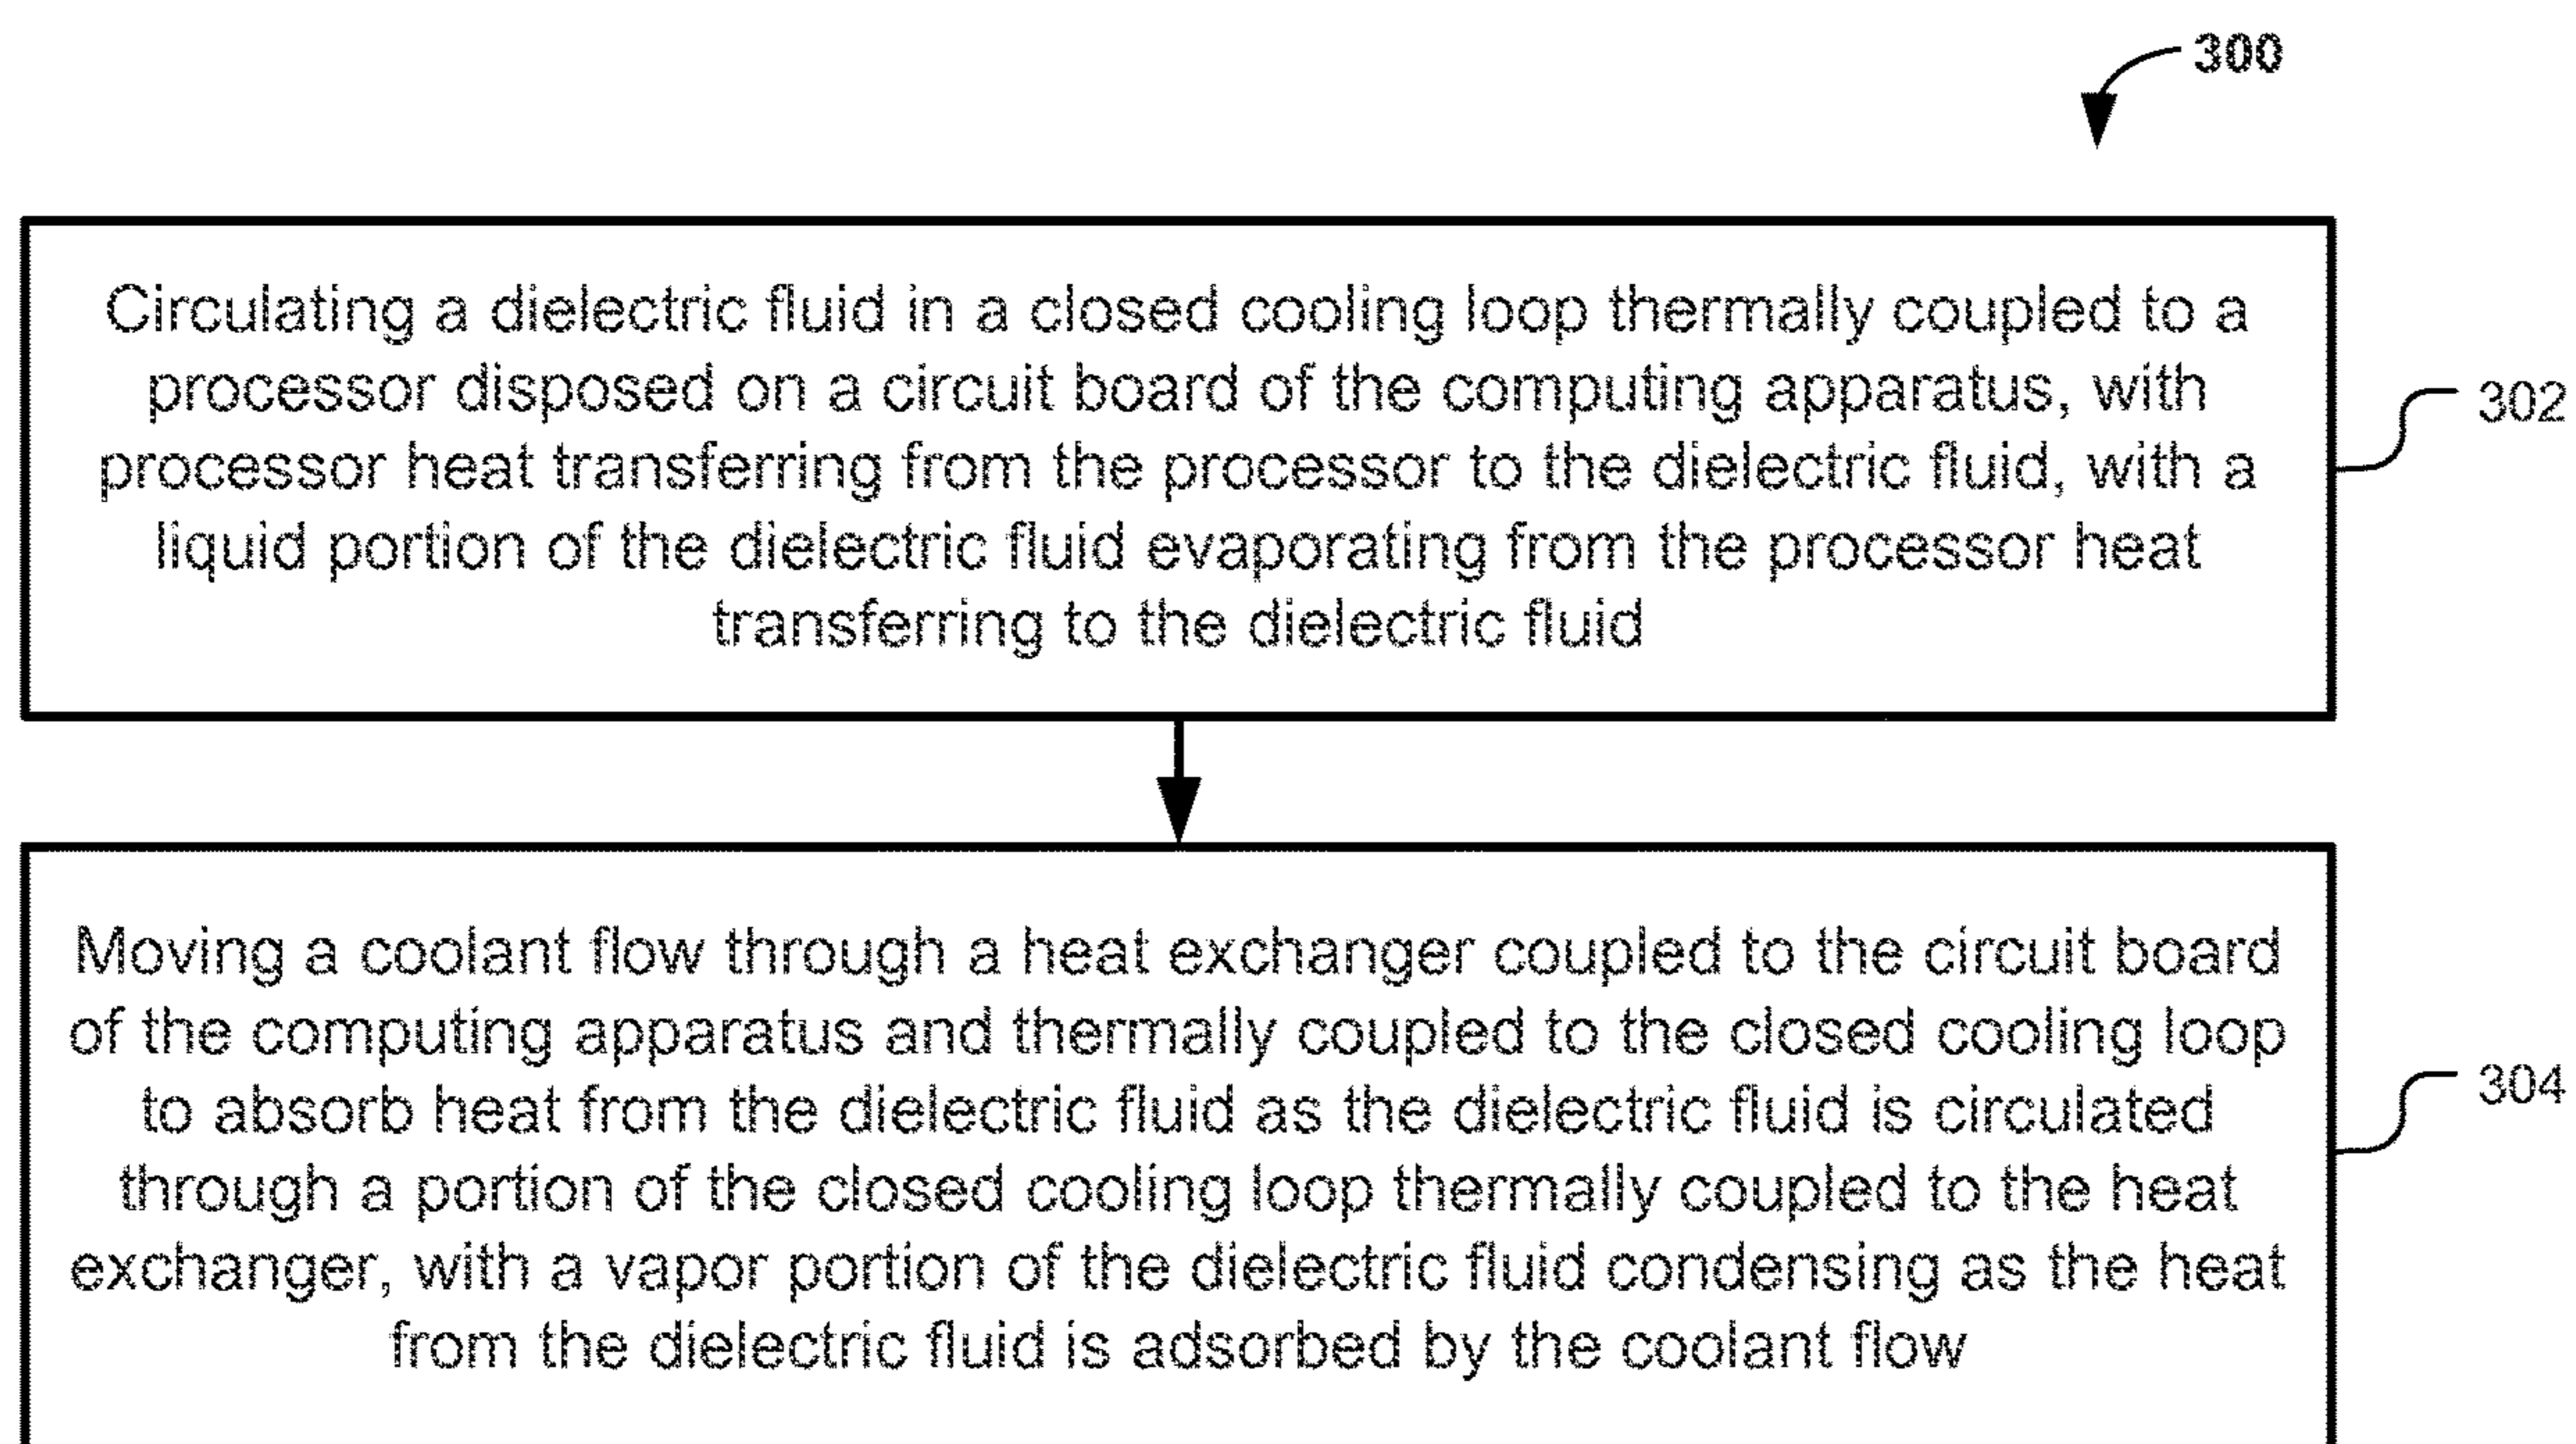 300
Circulating a dielectric fluid in a closed cooling loop thermally coupled to a
processor disposed on a circuit board of the computing apparatus, with
processor heat transferring from the processor to the dielectric fluid, with a
liquid portion of the dielectric fluid evaporating from the processor heat
transferring to the dielectric fluid
302
Moving a coolant flow through a heat exchanger coupled to the circuit board
of the computing apparatus and thermally coupled to the closed cooling loop
to absorb heat from the dielectric fluid as the dielectric fluid is circulated
through a portion of the closed cooling loop thermally coupled to the heat
exchanger, with a vapor portion of the dielectric fluid condensing as the heat
from the dielectric fluid is adsorbed by the coolant flow
304